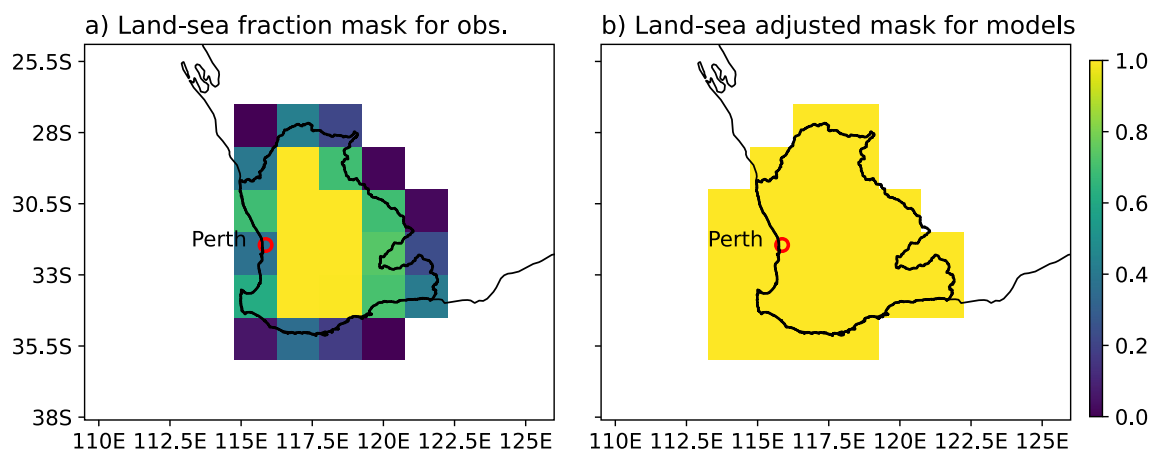 a) Land-sea fraction mask for obs.
b) Land-sea adjusted mask for models
25.5S
28S
30.5S
33S
35.5S
38S
Perth
Perth
1.0
0.8
0.6
0.4
0.2
0.0
110E 112.5E 115E 117.5E 120E 122.5E 125E
110E 112.5E 115E 117.5E 120E 122.5E 125E